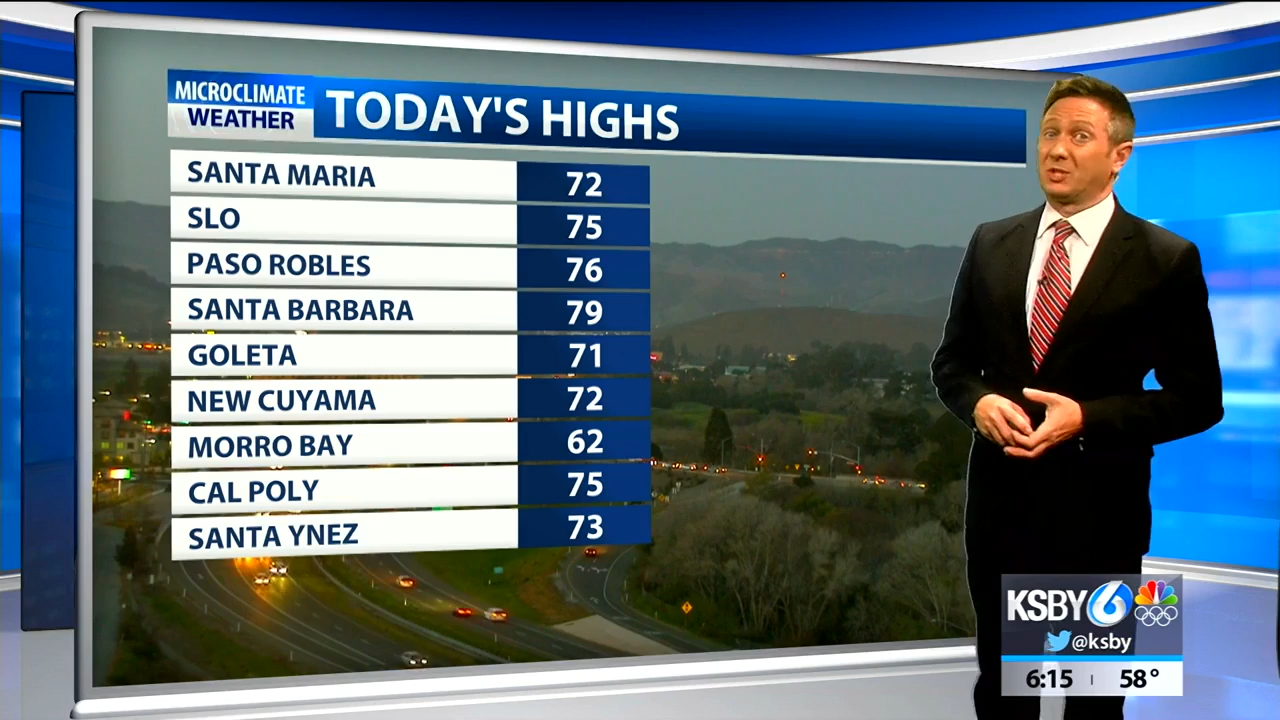 MICROCLIMATE
WEATHER
TODAY'S HIGHS
SANTA MARIA 72
SLO 75
PASO ROBLES 76
SANTA BARBARA 79
GOLETA 71
NEW CUYAMA 72
MORRO BAY 62
CAL POLY 75
SANTA YNEZ 73
KSBY 6
@ksby
6:15 58°